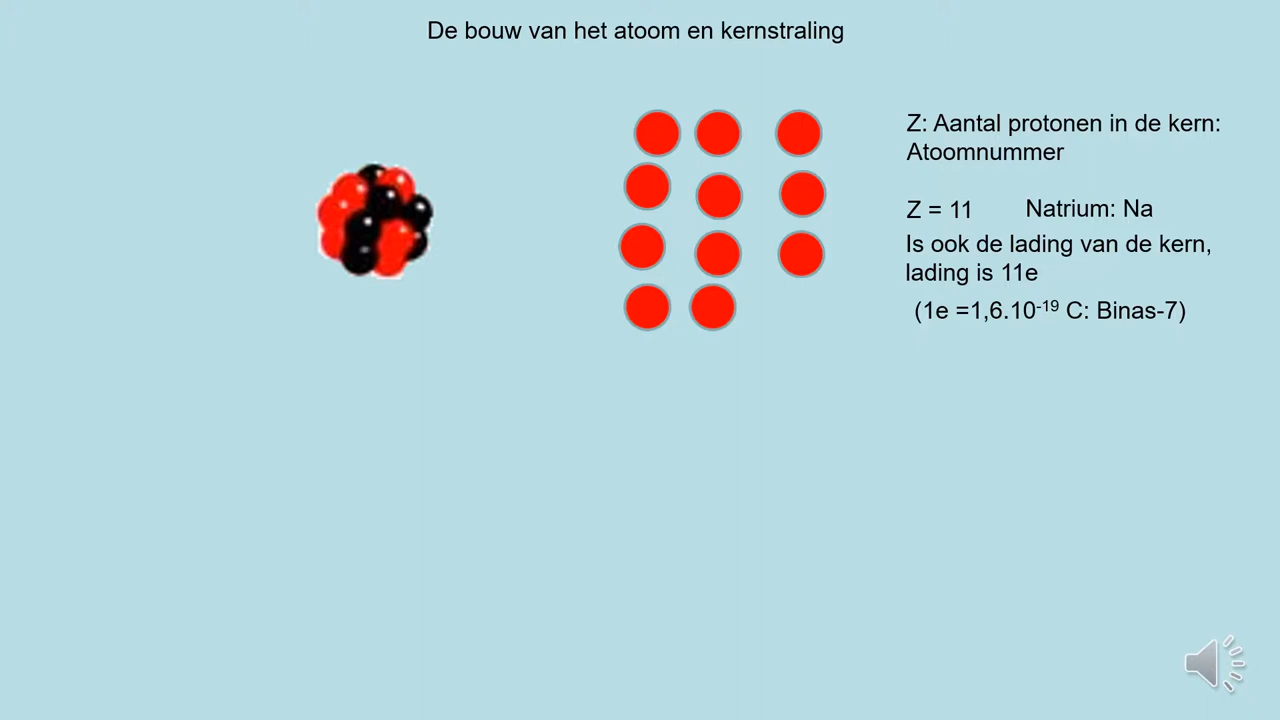 De bouw van het atoom en kernstraling
Z: Aantal protonen in de kern:
Atoomnummer
Z = 11 Natrium: Na
Is ook de lading van de kern,
lading is 11e
(1e =1,6.10⁻¹⁹ C: Binas-7)